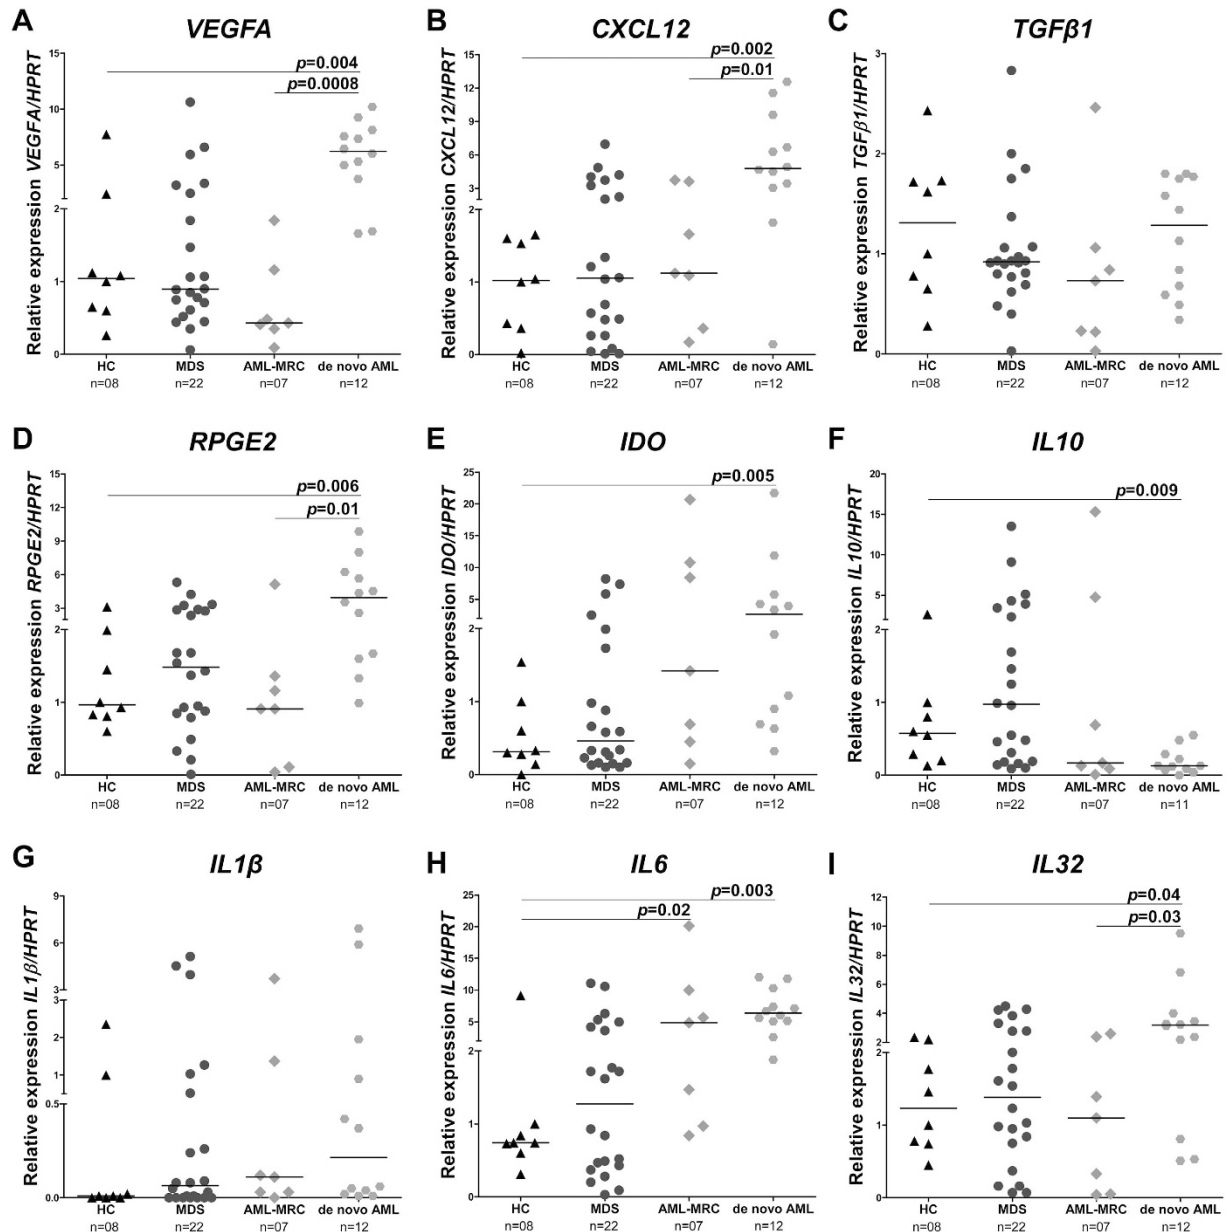 A
VEGFA
Relative expression VEGFA/HPRT
15
10
5
2
1
0
p=0.004
p=0.0008
HC MDS AML-MRC de novo AML
n=08 n=22 n=07 n=12
B
CXCL12
Relative expression CXCL12/HPRT
15
12
9
6
3
2
1
0
p=0.002
p=0.01
HC MDS AML-MRC de novo AML
n=08 n=22 n=07 n=12
C
TGFβ1
Relative expression TGFβ1/HPRT
3
2
1
0
HC MDS AML-MRC de novo AML
n=08 n=22 n=07 n=12
D
RPGE2
Relative expression RPGE2/HPRT
15
12
9
6
3
2
1
0
p=0.006
p=0.01
HC MDS AML-MRC de novo AML
n=08 n=22 n=07 n=12
E
IDO
Relative expression IDO/HPRT
25
20
15
10
5
2
1
0
p=0.005
HC MDS AML-MRC de novo AML
n=08 n=22 n=07 n=12
F
IL10
Relative expression IL10/HPRT
20
15
10
5
2
1
0
p=0.009
HC MDS AML-MRC de novo AML
n=08 n=22 n=07 n=11
G
IL1β
Relative expression IL1β/HPRT
9
6
3
3
2
1
0.5
0.0
HC MDS AML-MRC de novo AML
n=08 n=22 n=07 n=12
H
IL6
Relative expression IL6/HPRT
25
20
15
10
5
2
1
0
p=0.003
p=0.02
HC MDS AML-MRC de novo AML
n=08 n=22 n=07 n=12
I
IL32
Relative expression IL32/HPRT
12
10
8
6
4
2
2
1
0
p=0.04
p=0.03
HC MDS AML-MRC de novo AML
n=08 n=22 n=07 n=12